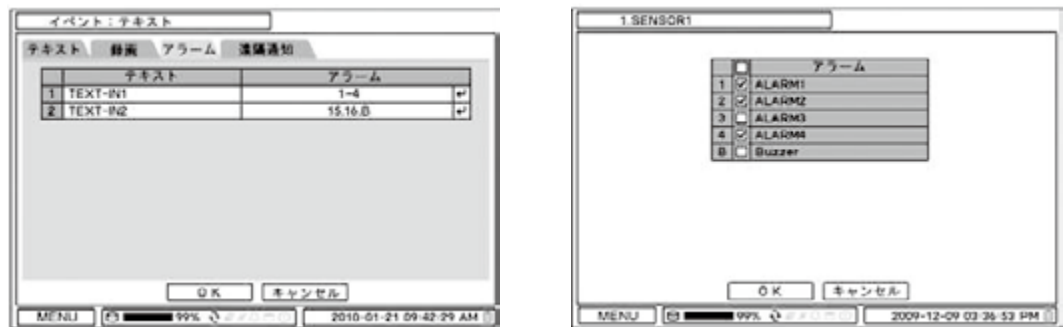 イベント：テキスト
テキスト 録画 アラーム 遠隔通知
テキスト アラーム
1 TEXT-IN1 1-4
2 TEXT-IN2 15.16.B
OK キャンセル
MENU 99% 2010-01-21 09:42:29 AM
1.SENSOR1
アラーム
1 ALARM1
2 ALARM2
3 ALARM3
4 ALARM4
B Buzzer
OK キャンセル
MENU 99% 2009-12-09 03:36:53 PM